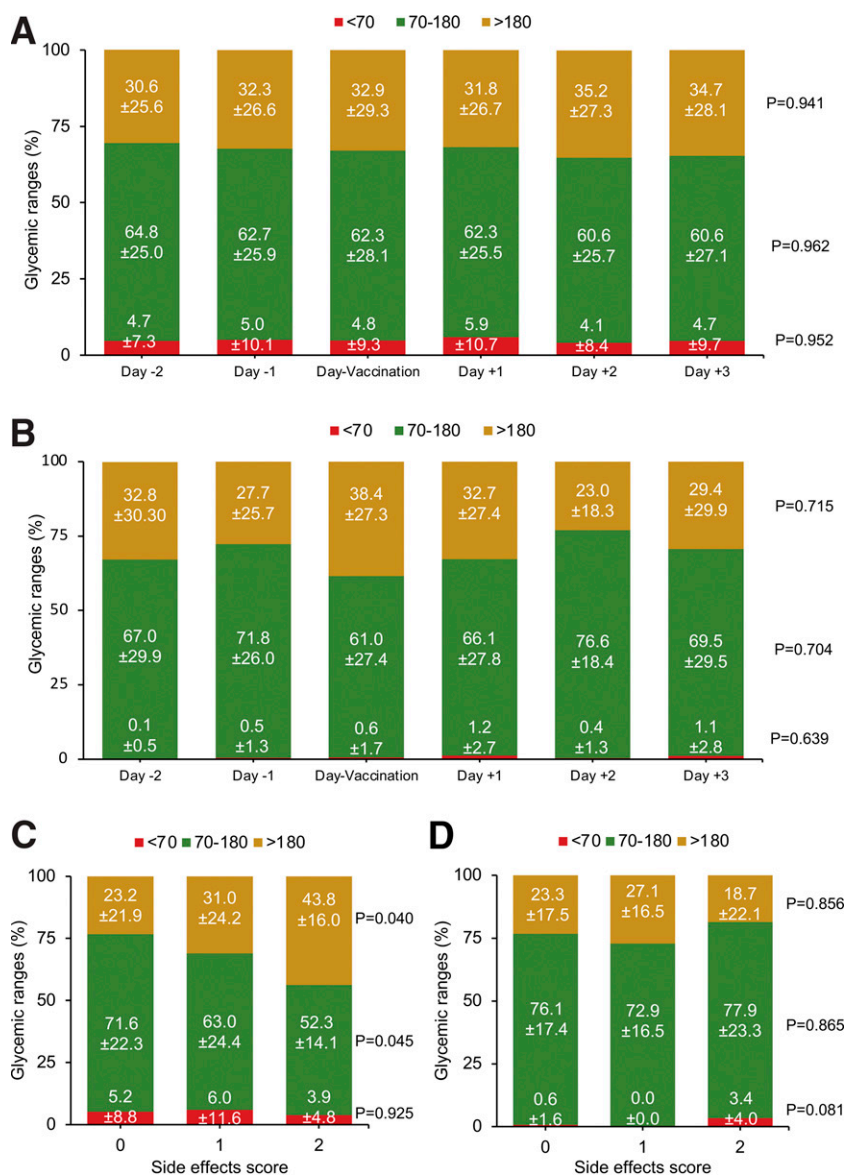 A
<70 70-180 >180
Glycemic ranges (%)
100
75
50
25
0
30.6 32.3 32.9 31.8 35.2 34.7
±25.6 ±26.6 ±29.3 ±26.7 ±27.3 ±28.1
P=0.941
64.8 62.7 62.3 62.3 60.6 60.6
±25.0 ±25.9 ±28.1 ±25.5 ±25.7 ±27.1
P=0.962
4.7 5.0 4.8 5.9 4.1 4.7
±7.3 ±10.1 ±9.3 ±10.7 ±8.4 ±9.7
P=0.952
Day -2 Day -1 Day-Vaccination Day +1 Day +2 Day +3
B
<70 70-180 >180
Glycemic ranges (%)
100
75
50
25
0
32.8 27.7 38.4 32.7 23.0 29.4
±30.30 ±25.7 ±27.3 ±27.4 ±18.3 ±29.9
P=0.715
67.0 71.8 61.0 66.1 76.6 69.5
±29.9 ±26.0 ±27.4 ±27.8 ±18.4 ±29.5
P=0.704
0.1 0.5 0.6 1.2 0.4 1.1
±0.5 ±1.3 ±1.7 ±2.7 ±1.3 ±2.8
P=0.639
Day -2 Day -1 Day-Vaccination Day +1 Day +2 Day +3
C
<70 70-180 >180
Glycemic ranges (%)
100
75
50
25
0
23.2 31.0 43.8
±21.9 ±24.2 ±16.0
P=0.040
71.6 63.0 52.3
±22.3 ±24.4 ±14.1
P=0.045
5.2 6.0 3.9
±8.8 ±11.6 ±4.8
P=0.925
0 1 2
Side effects score
D
<70 70-180 >180
Glycemic ranges (%)
100
75
50
25
0
23.3 27.1 18.7
±17.5 ±16.5 ±22.1
P=0.856
76.1 72.9 77.9
±17.4 ±16.5 ±23.3
P=0.865
0.6 0.0 3.4
±1.6 ±0.0 ±4.0
P=0.081
0 1 2
Side effects score